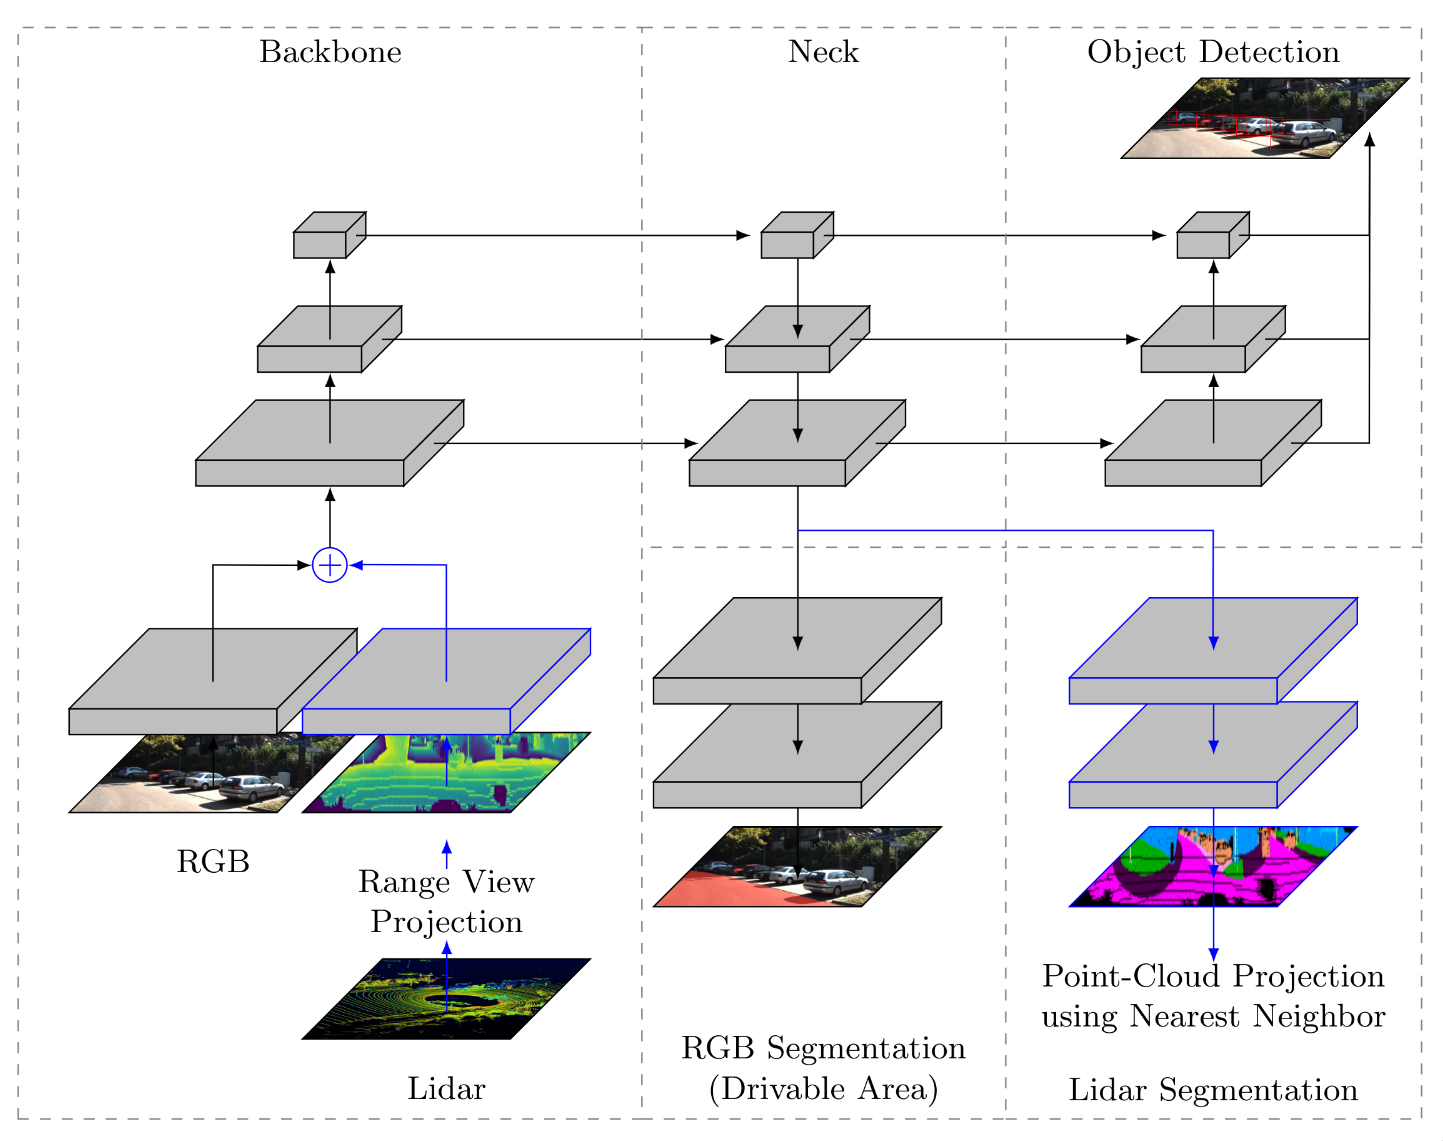 Backbone
Neck
Object Detection
RGB
Range View
Projection
Lidar
RGB Segmentation
(Drivable Area)
Point-Cloud Projection
using Nearest Neighbor
Lidar Segmentation